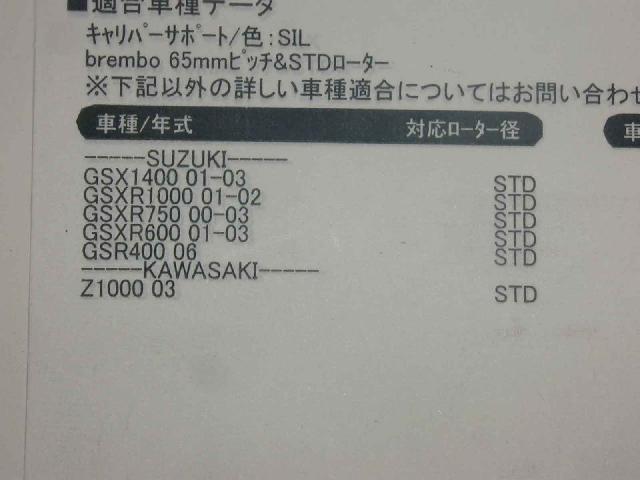 ■適合車種データ
キャリパーサポート/色:SIL
brembo 65mmピッチ&STDローター
※下記以外の詳しい車種適合についてはお問い合わせ
車種/年式 対応ローター径 車
-----SUZUKI-----
GSX1400 01-03 STD
GSXR1000 01-02 STD
GSXR750 00-03 STD
GSXR600 01-03 STD
GSR400 06 STD
-----KAWASAKI-----
Z1000 03 STD